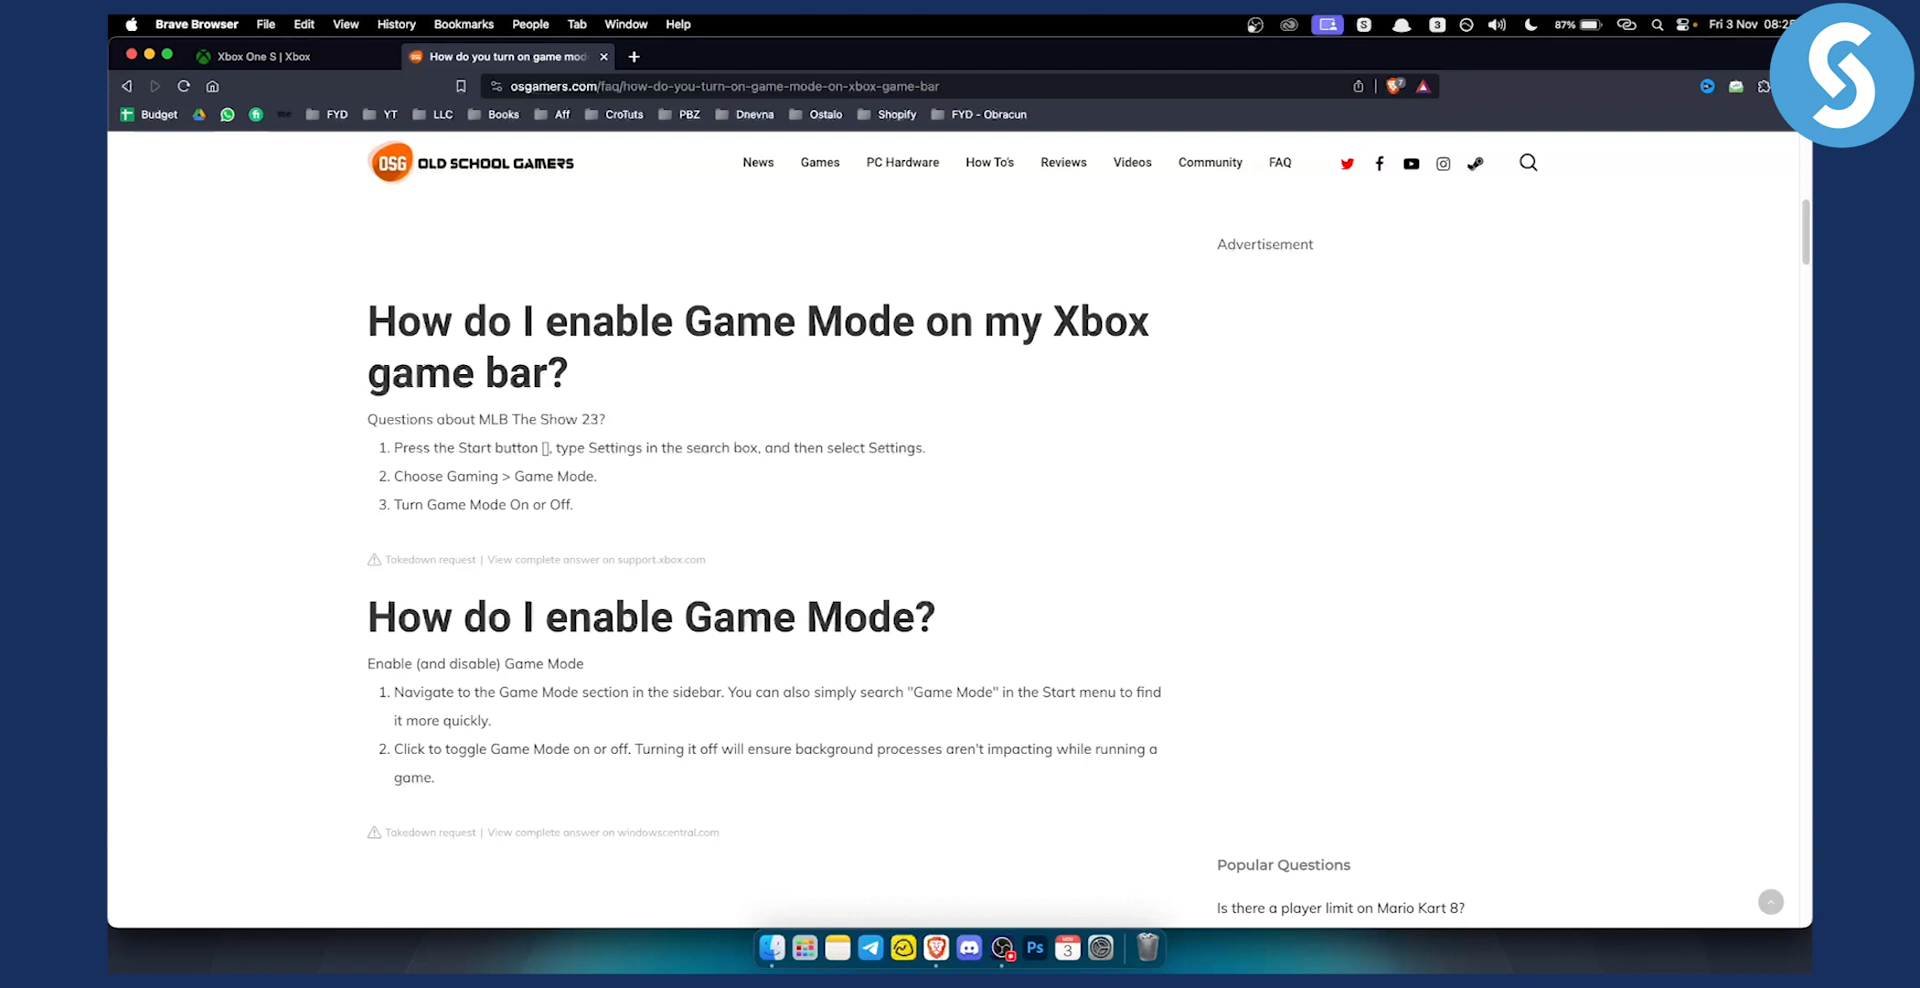 Brave Browser File Edit View History Bookmarks People Tab Window Help 87% Fri 3 Nov
Xbox One S | Xbox
How do you turn on game mod
osgamers.com/faq/how-do-you-turn-on-game-mode-on-xbox-game-bar
Budget FYD YT LLC Books Aff CroTuts PBZ Dnevna Ostalo Shopify FYD - Obracun
OSG OLD SCHOOL GAMERS
News Games PC Hardware How To's Reviews Videos Community FAQ
Advertisement
How do I enable Game Mode on my Xbox
game bar?
Questions about MLB The Show 23?
1. Press the Start button [], type Settings in the search box, and then select Settings.
2. Choose Gaming > Game Mode.
3. Turn Game Mode On or Off.
Takedown request | View complete answer on support.xbox.com
How do I enable Game Mode?
Enable (and disable) Game Mode
1. Navigate to the Game Mode section in the sidebar. You can also simply search "Game Mode" in the Start menu to find
it more quickly.
2. Click to toggle Game Mode on or off. Turning it off will ensure background processes aren't impacting while running a
game.
Takedown request | View complete answer on windowscentral.com
Popular Questions
Is there a player limit on Mario Kart 8?
Ps
3